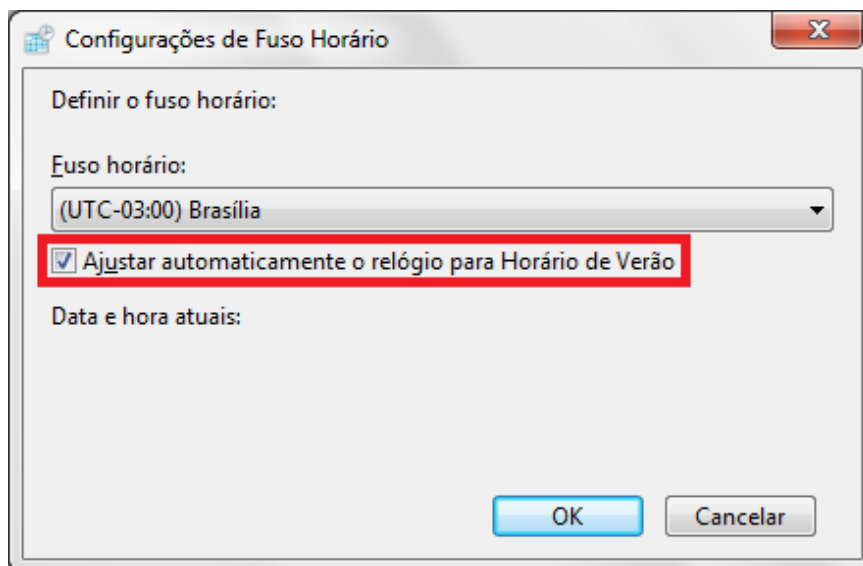 Configurações de Fuso Horário
Definir o fuso horário:
Fuso horário:
(UTC-03:00) Brasília
Ajustar automaticamente o relógio para Horário de Verão
Data e hora atuais:
OK Cancelar